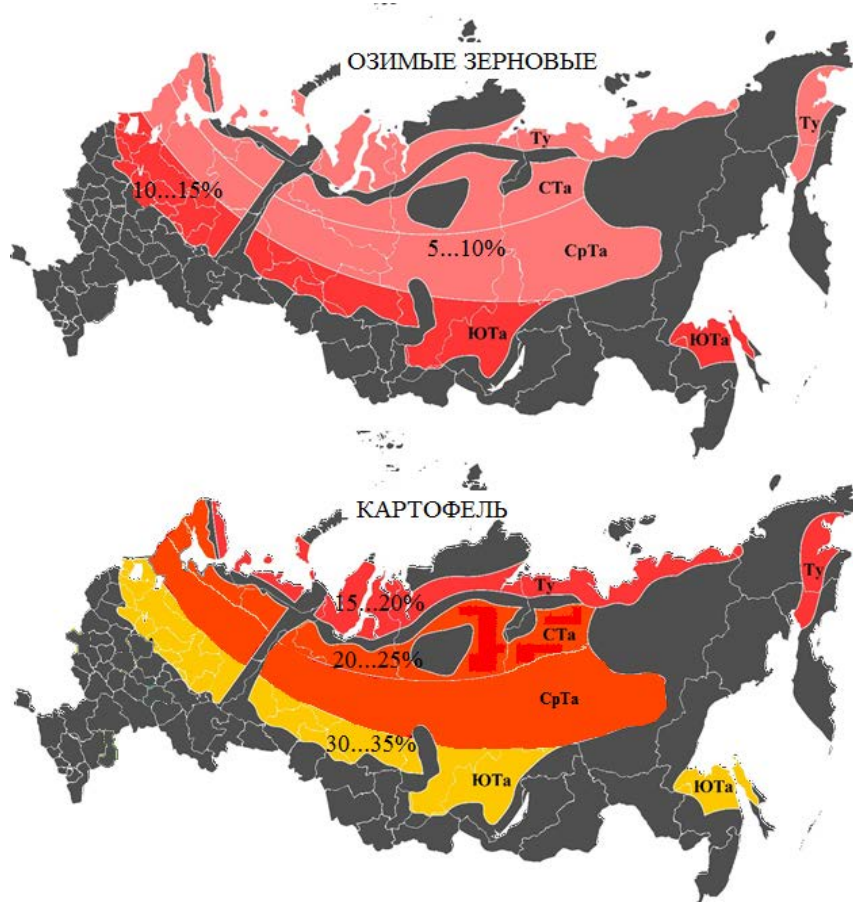 ОЗИМЫЕ ЗЕРНОВЫЕ
Ту
Ту
10...15%
СТа
5...10%
СрТа
ЮТа
ЮТа
КАРТОФЕЛЬ
Ту
Ту
15...20%
СТа
20...25%
СрТа
30...35%
ЮТа
ЮТа